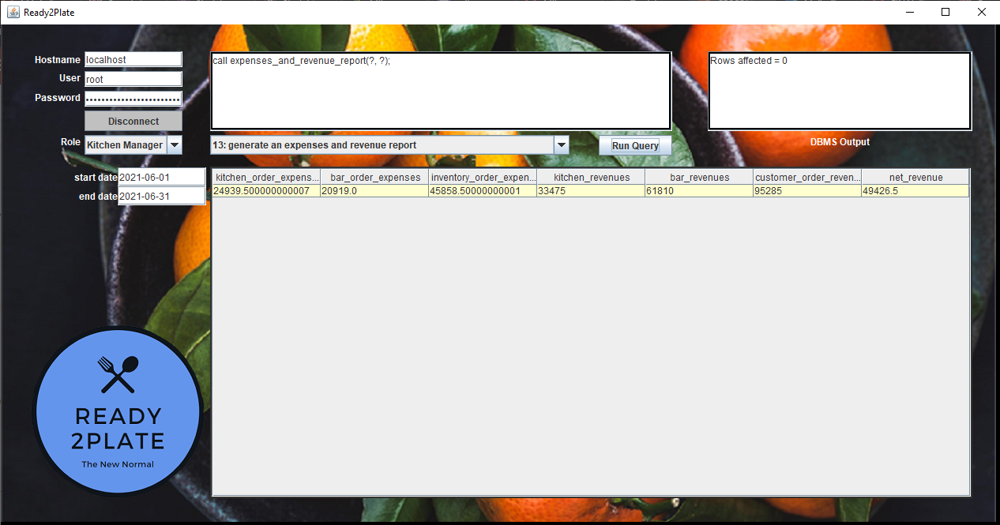 Ready2Plate
Hostname localhost
User root
Password ••••••••••••••••••••••••
Disconnect
Role Kitchen Manager
call expenses_and_revenue_report(?, ?);
Rows affected = 0
13: generate an expenses and revenue report
Run Query
DBMS Output
start date 2021-06-01
end date 2021-06-31
kitchen_order_expens... bar_order_expenses inventory_order_expen... kitchen_revenues bar_revenues customer_order_reven... net_revenue
24939.500000000007 20919.0 45858.50000000001 33475 61810 95285 49426.5
READY
2PLATE
The New Normal